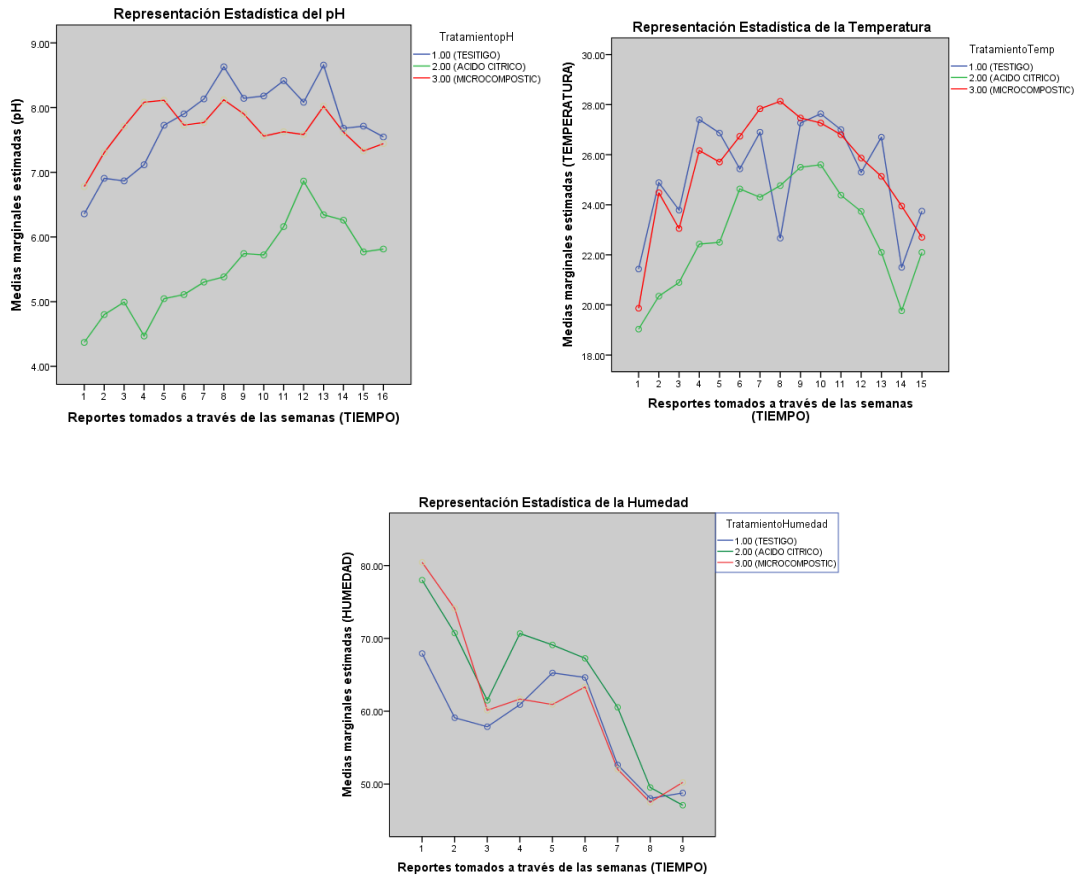 Representación Estadística del pH
TratamientopH
1.00 (TESITIGO)
2.00 (ACIDO CITRICO)
3.00 (MICROCOMPOSTIC)
Medias marginales estimadas (pH)
9.00
8.00
7.00
6.00
5.00
4.00
1 2 3 4 5 6 7 8 9 10 11 12 13 14 15 16
Reportes tomados a través de las semanas (TIEMPO)
Representación Estadística de la Temperatura
TratamientoTemp
1.00 (TESTIGO)
2.00 (ACIDO CITRICO)
3.00 (MICROCOMPOSTIC)
Medias marginales estimadas (TEMPERATURA)
30.00
28.00
26.00
24.00
22.00
20.00
18.00
1 2 3 4 5 6 7 8 9 10 11 12 13 14 15
Resportes tomados a través de las semanas
(TIEMPO)
Representación Estadística de la Humedad
TratamientoHumedad
1.00 (TESTIGO)
2.00 (ACIDO CITRICO)
3.00 (MICROCOMPOSTIC)
Medias marginales estimadas (HUMEDAD)
80.00
70.00
60.00
50.00
1 2 3 4 5 6 7 8 9
Reportes tomados a través de las semanas (TIEMPO)